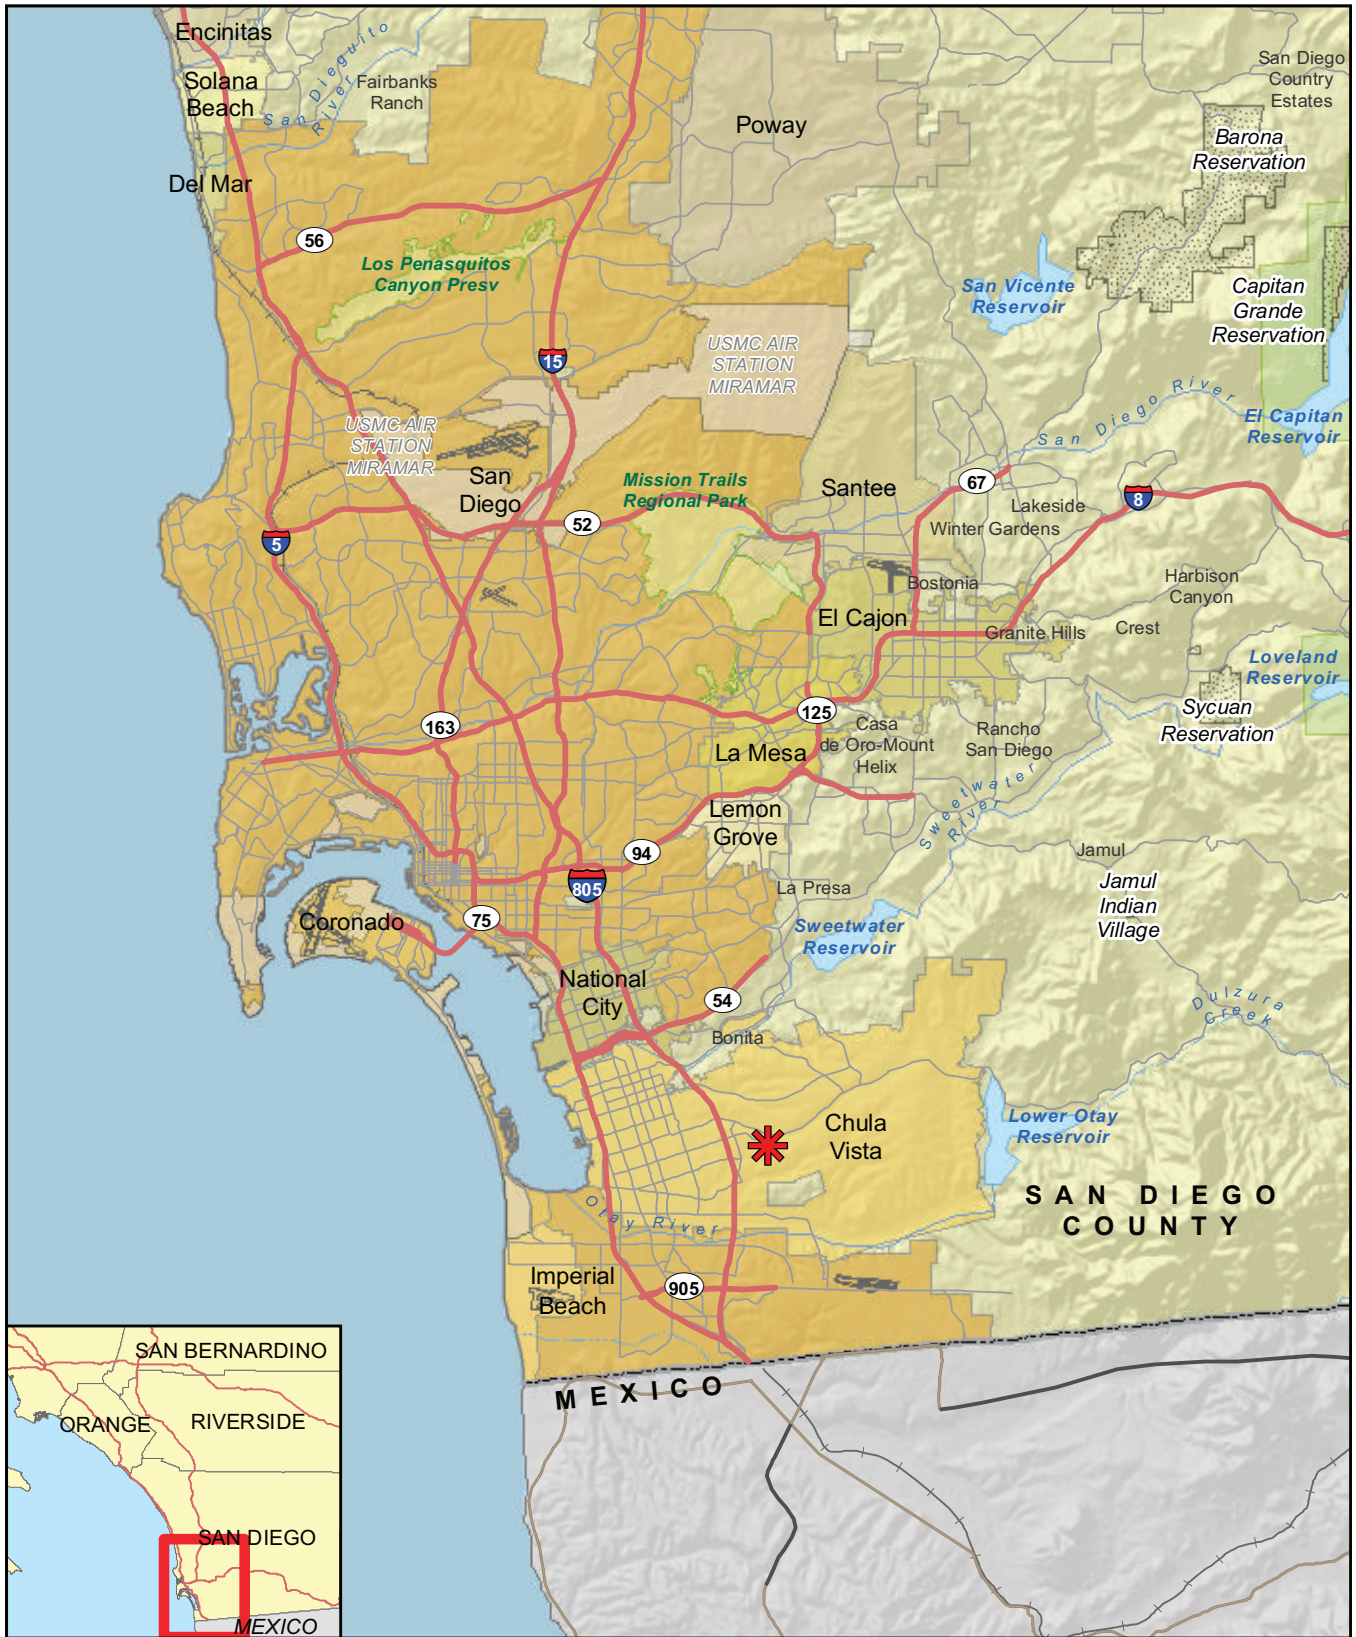 Encinitas
Solana
Beach
San Dieguito
River
Fairbanks
Ranch
Del Mar
Poway
San Diego
Country
Estates
Barona
Reservation
56
Los Penasquitos
Canyon Presv
San Vicente
Reservoir
Capitan
Grande
Reservation
15
USMC AIR
STATION
MIRAMAR
USMC AIR
STATION
MIRAMAR
San Diego River
El Capitan
Reservoir
San
Diego
Mission Trails
Regional Park
Santee
67
8
Lakeside
Winter Gardens
52
5
Bostonia
Harbison
Canyon
El Cajon
Granite Hills
Crest
Loveland
Reservoir
125
163
Casa
de Oro-Mount
Helix
Rancho
San Diego
Sycuan
Reservation
La Mesa
Sweetwater
River
Lemon
Grove
94
Jamul
805
La Presa
Jamul
Indian
Village
Coronado
75
Sweetwater
Reservoir
National
City
54
Dulzura
Creek
Bonita
Chula
Vista
Lower Otay
Reservoir
SAN DIEGO
COUNTY
Otay River
Imperial
Beach
905
MEXICO
SAN BERNARDINO
ORANGE
RIVERSIDE
SAN DIEGO
MEXICO